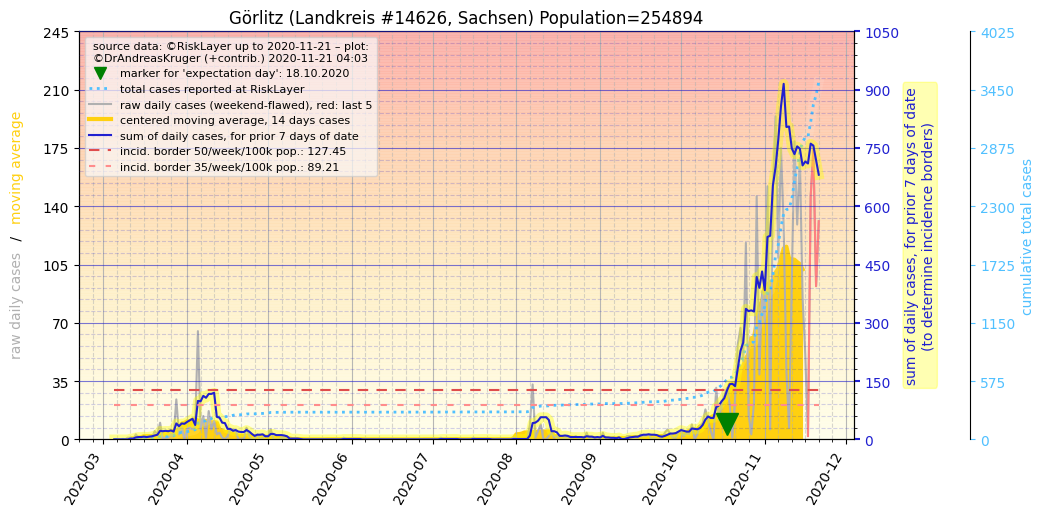 Görlitz (Landkreis #14626, Sachsen) Population=254894
source data: ©RiskLayer up to 2020-11-21 – plot:
©DrAndreasKruger (+contrib.) 2020-11-21 04:03
marker for 'expectation day': 18.10.2020
total cases reported at RiskLayer
raw daily cases (weekend-flawed), red: last 5
centered moving average, 14 days cases
sum of daily cases, for prior 7 days of date
incid. border 50/week/100k pop.: 127.45
incid. border 35/week/100k pop.: 89.21
raw daily cases / moving average
245
210
175
140
105
70
35
0
2020-03
2020-04
2020-05
2020-06
2020-07
2020-08
2020-09
2020-10
2020-11
2020-12
1050
900
750
600
450
300
150
0
sum of daily cases, for prior 7 days of date
(to determine incidence borders)
4025
3450
2875
2300
1725
1150
575
0
cumulative total cases